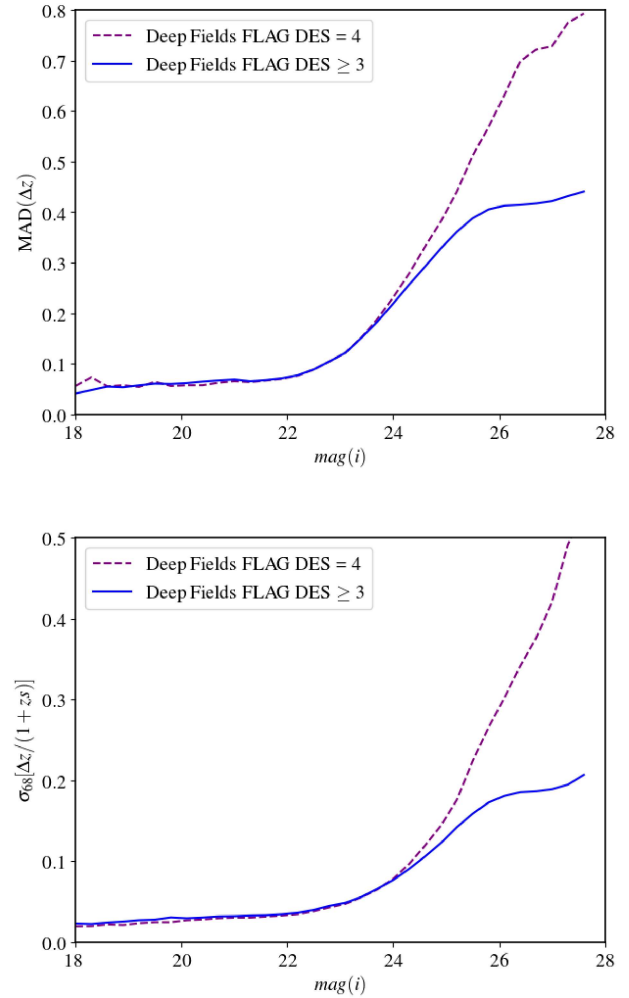 0.8
0.7
0.6
0.5
0.4
0.3
0.2
0.1
0.0
MAD(Δz)
Deep Fields FLAG DES = 4
Deep Fields FLAG DES ≥ 3
18 20 22 24 26 28
mag(i)
0.5
0.4
0.3
0.2
0.1
0.0
σ68[Δz/(1+zs)]
Deep Fields FLAG DES = 4
Deep Fields FLAG DES ≥ 3
18 20 22 24 26 28
mag(i)